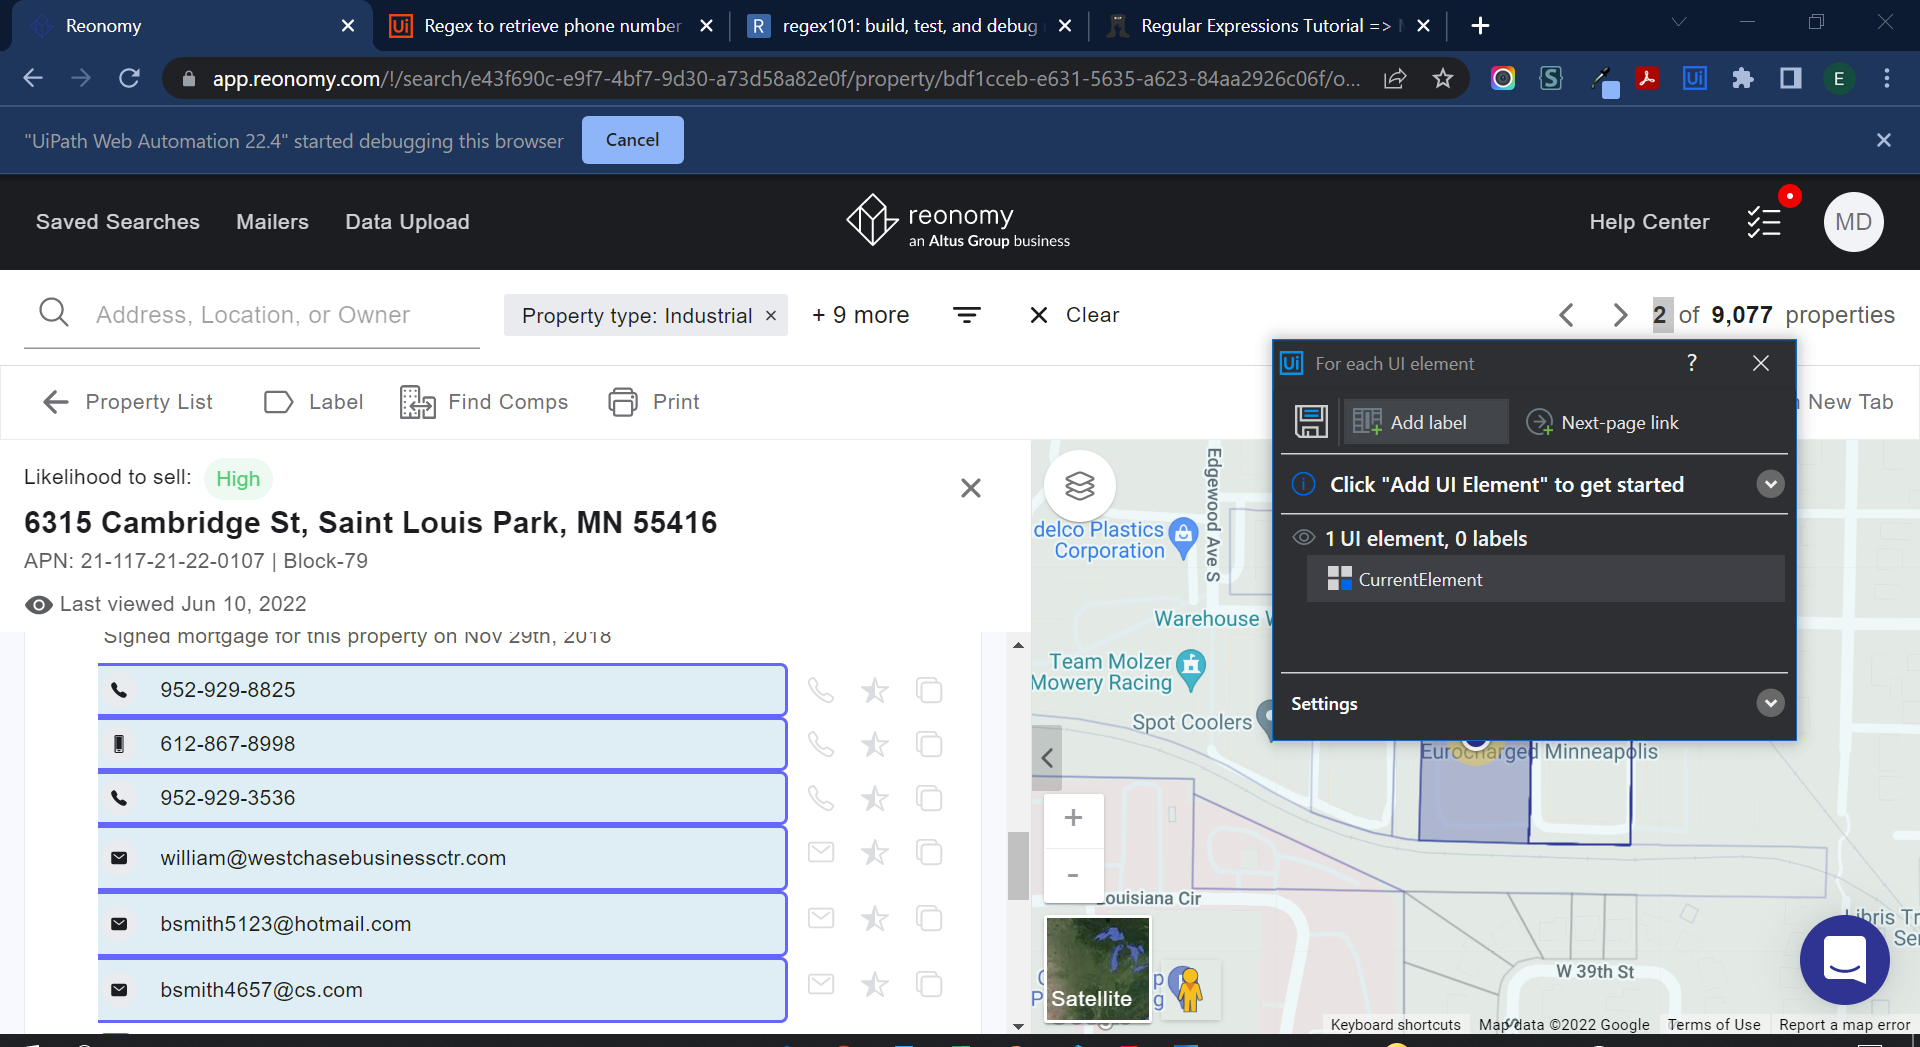 Reonomy
Regex to retrieve phone number
regex101: build, test, and debug
Regular Expressions Tutorial =>
app.reonomy.com/!/search/e43f690c-e9f7-4bf7-9d30-a73d58a82e0f/property/bdf1cceb-e631-5635-a623-84aa2926c06f/o...
E
"UiPath Web Automation 22.4" started debugging this browser
Cancel
Saved Searches
Mailers
Data Upload
reonomy
an Altus Group business
Help Center
MD
Address, Location, or Owner
Property type: Industrial ×
+ 9 more
Clear
2 of 9,077 properties
Property List
Label
Find Comps
Print
New Tab
Ui For each UI element ?
Add label
Next-page link
Click "Add UI Element" to get started
1 UI element, 0 labels
CurrentElement
Settings
Likelihood to sell: High
6315 Cambridge St, Saint Louis Park, MN 55416
APN: 21-117-21-22-0107 | Block-79
Last viewed Jun 10, 2022
Signed mortgage for this property on Nov 29th, 2018
952-929-8825
612-867-8998
952-929-3536
william@westchasebusinessctr.com
bsmith5123@hotmail.com
bsmith4657@cs.com
Edgewood Ave S
delco Plastics
Corporation
Warehouse
Team Molzer
Mowery Racing
Spot Coolers
Eurocharged Minneapolis
+
-
Louisiana Cir
Satellite
W 39th St
Libris Tr
Ser
Keyboard shortcuts
Map data ©2022 Google
Terms of Use
Report a map error